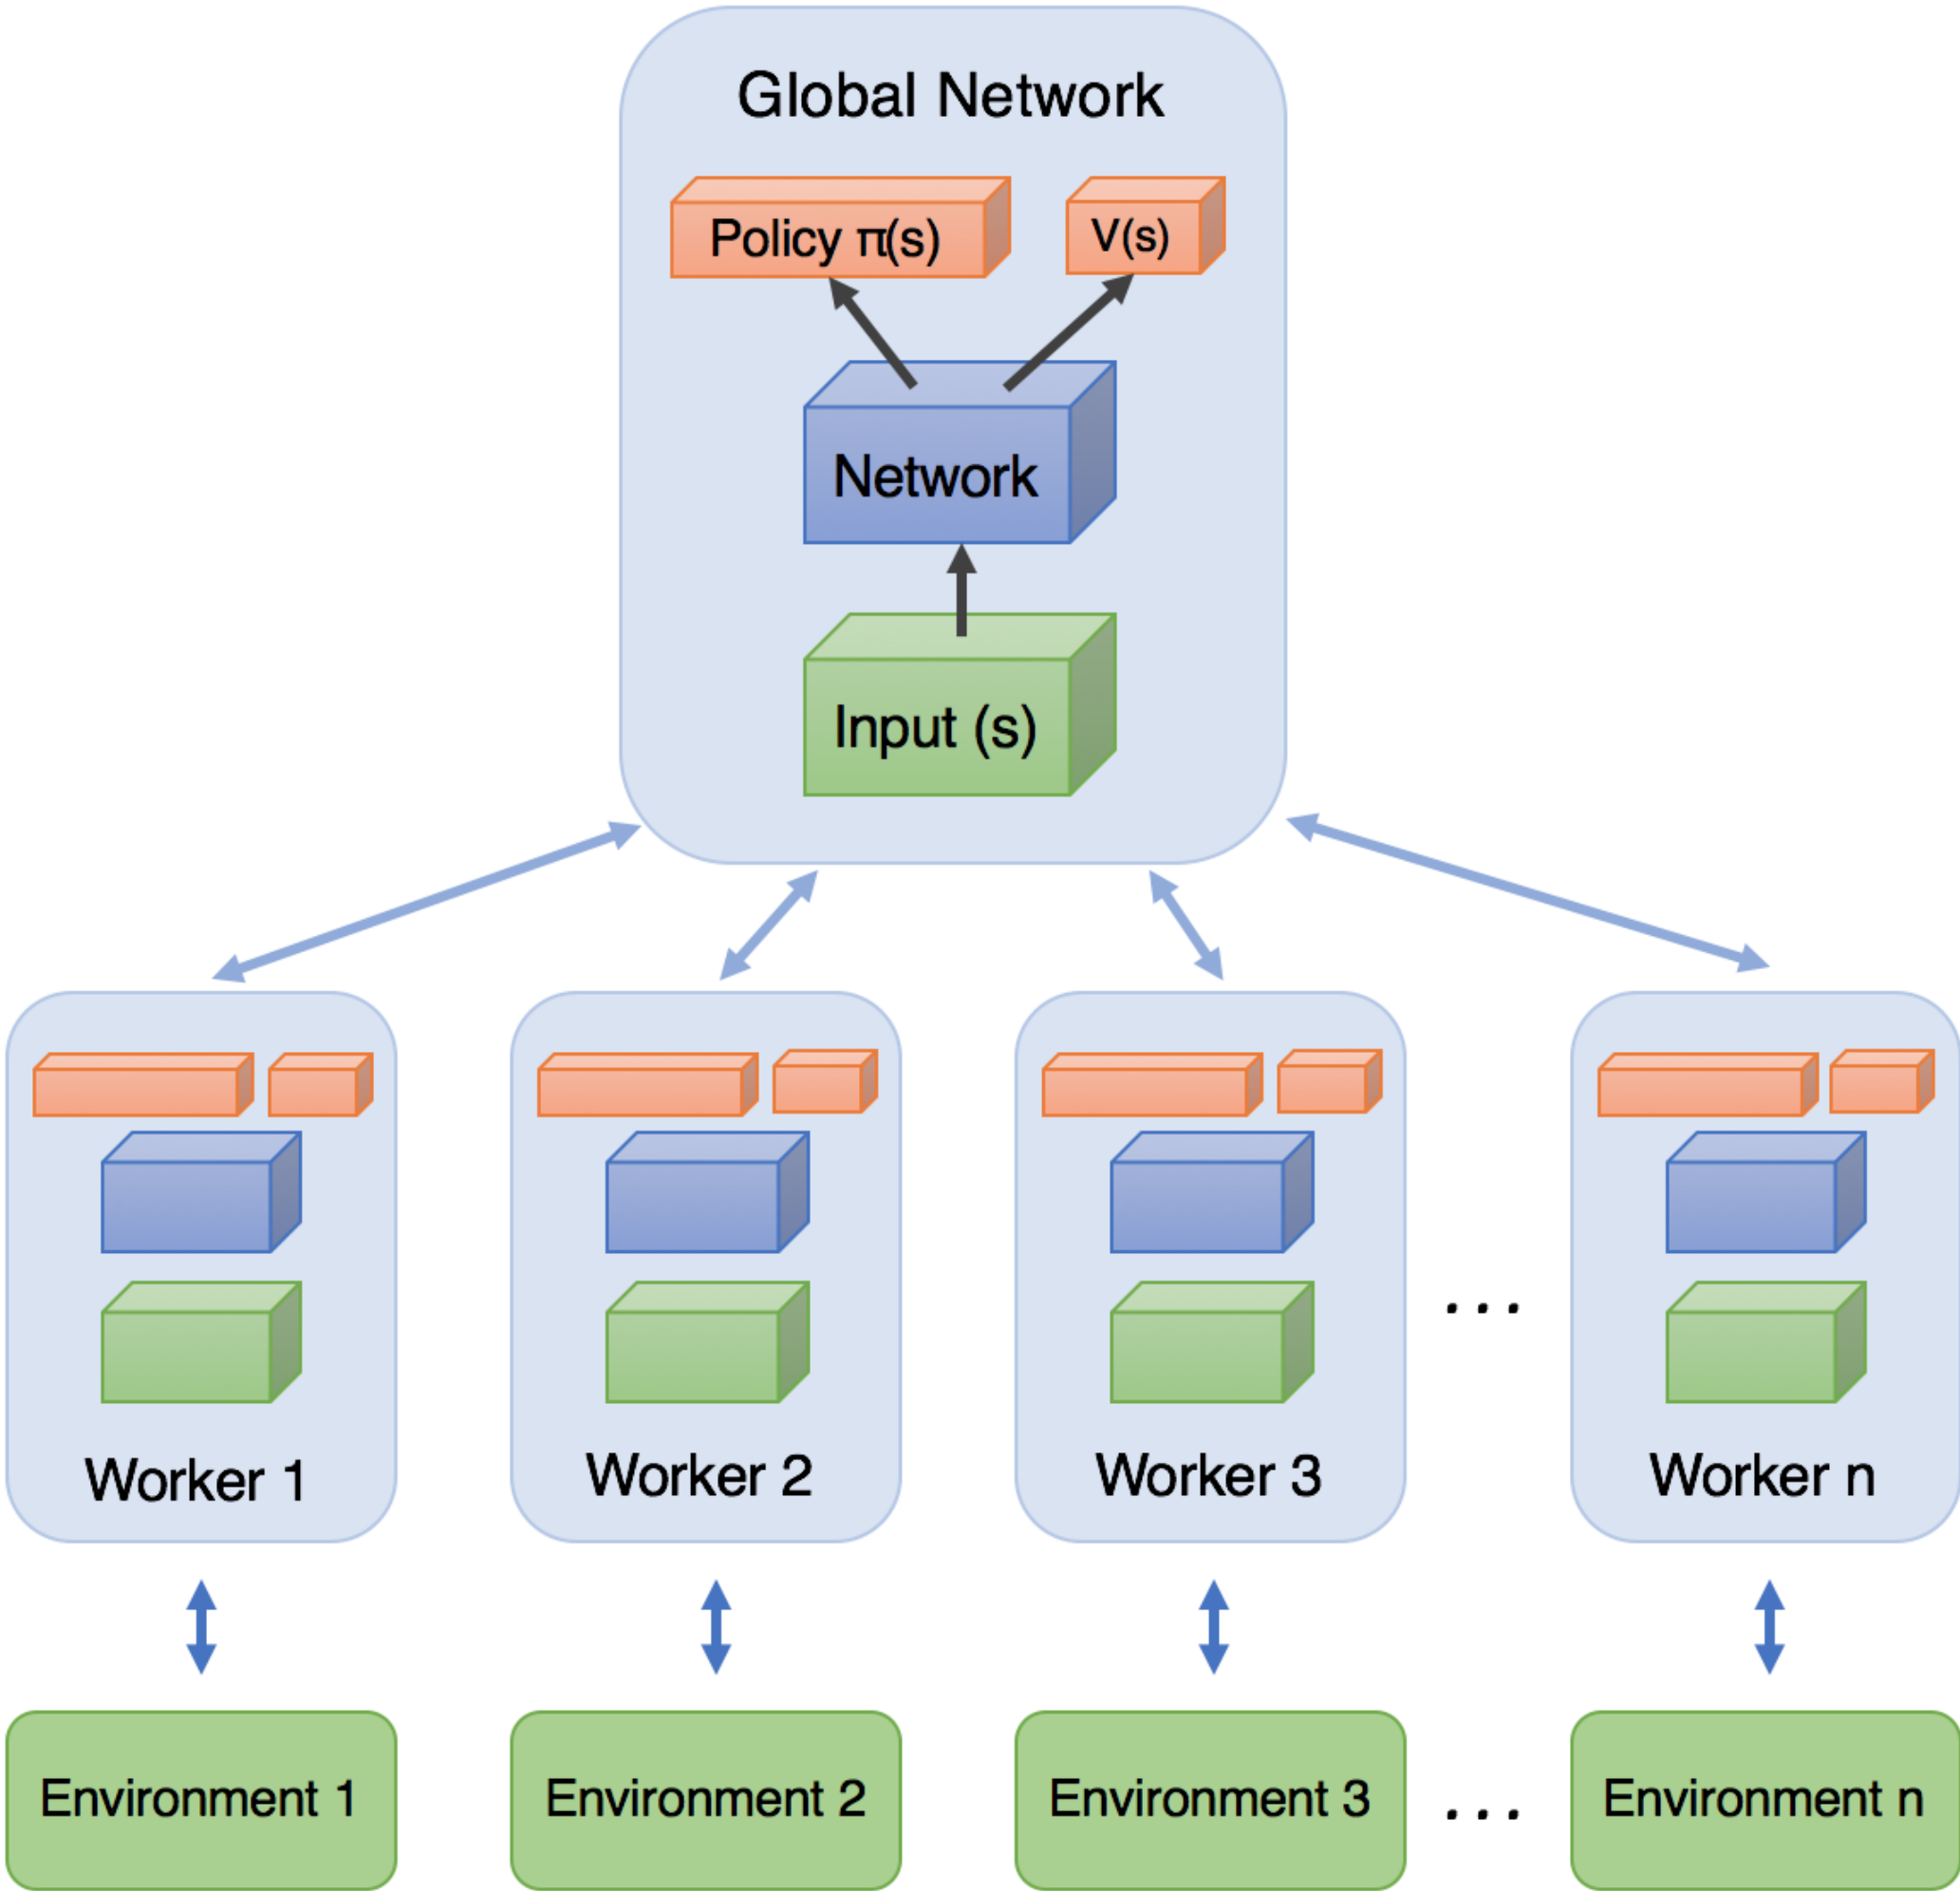 Global Network
Policy π(s)
V(s)
Network
Input (s)
Worker 1
Worker 2
Worker 3
...
Worker n
Environment 1
Environment 2
Environment 3
...
Environment n